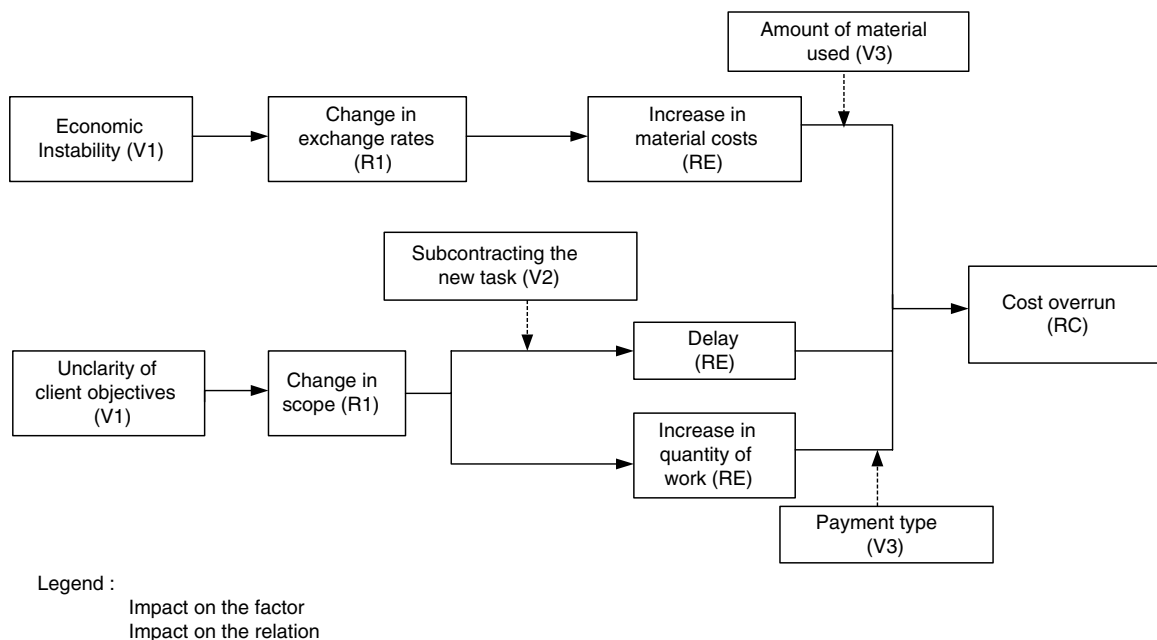 Amount of material
used (V3)
Economic
Instability (V1)
Change in
exchange rates
(R1)
Increase in
material costs
(RE)
Subcontracting the
new task (V2)
Cost overrun
(RC)
Unclarity of
client objectives
(V1)
Change in
scope (R1)
Delay
(RE)
Increase in
quantity of
work (RE)
Payment type
(V3)
Legend :
Impact on the factor
Impact on the relation